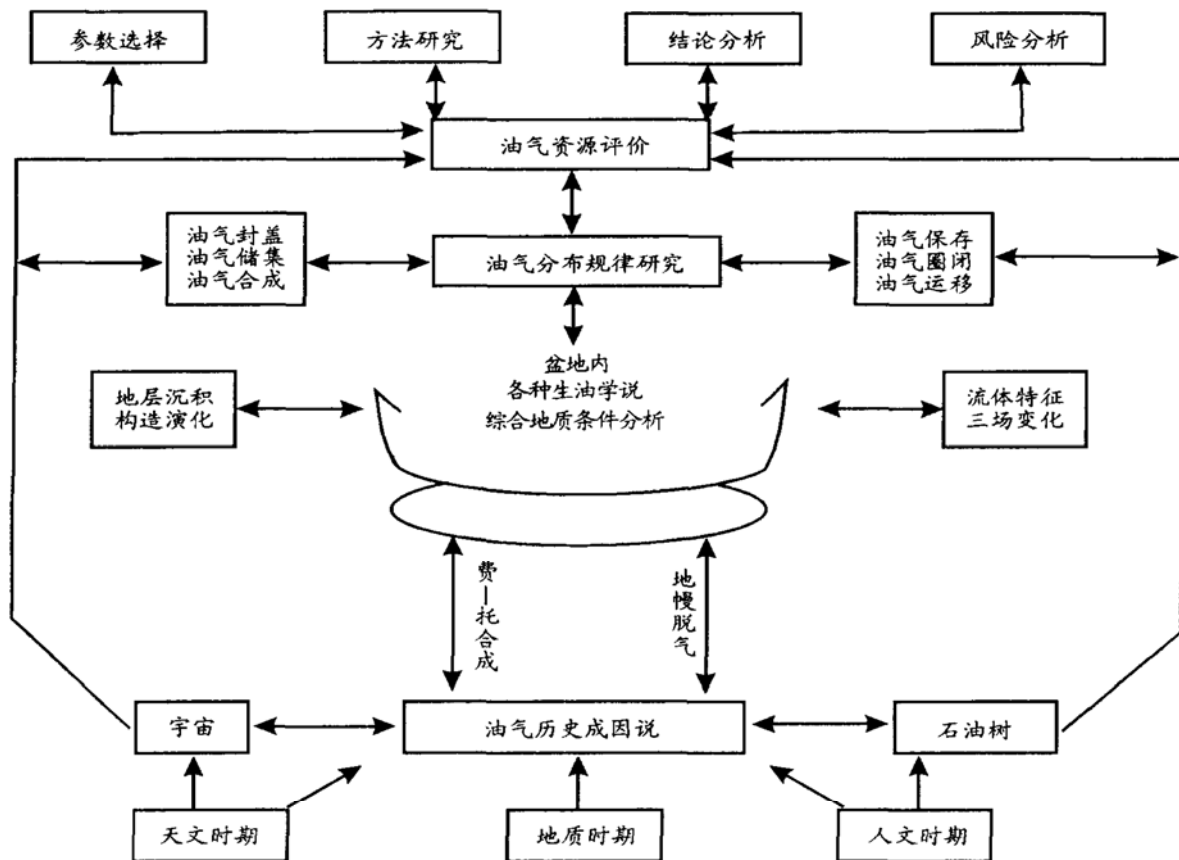 参数选择
方法研究
结论分析
风险分析
油气资源评价
油气封盖
油气储集
油气合成
油气分布规律研究
油气保存
油气圈闭
油气运移
盆地内
各种生油学说
综合地质条件分析
地层沉积
构造演化
流体特征
三场变化
费—托合成
地幔脱气
宇宙
油气历史成因说
石油树
天文时期
地质时期
人文时期